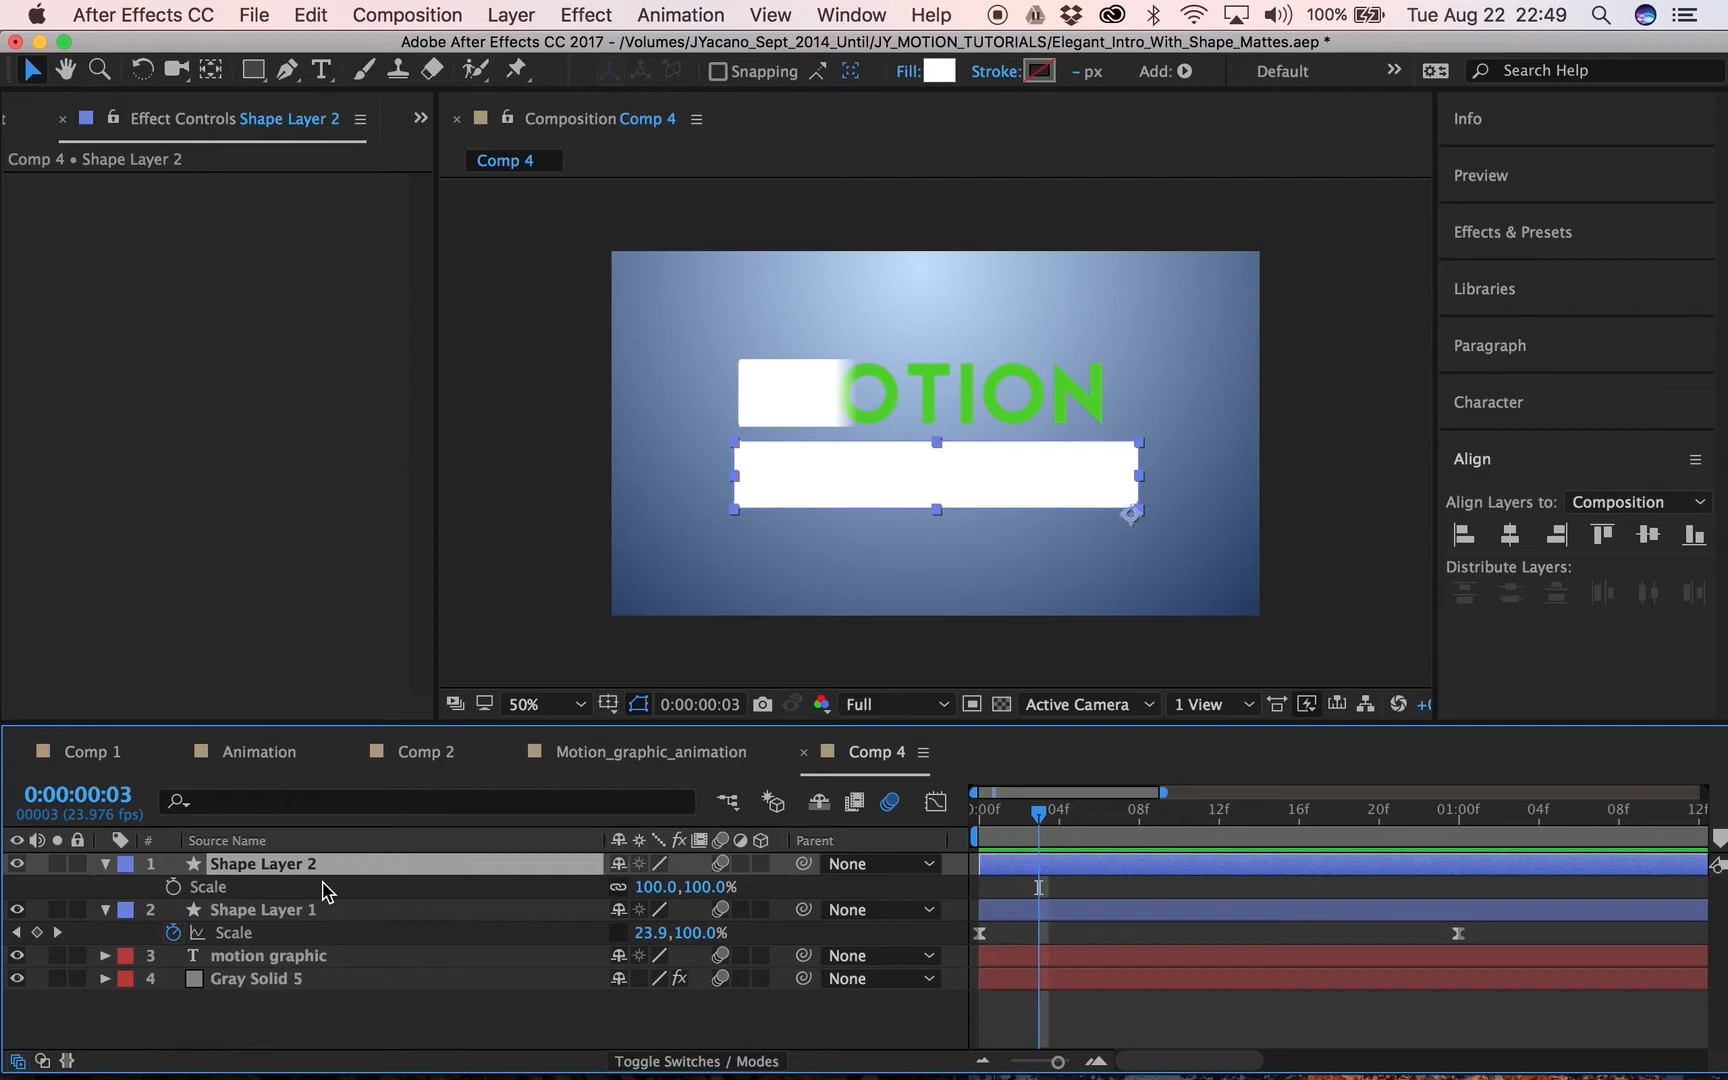 After Effects CC File Edit Composition Layer Effect Animation View Window Help 100% Tue Aug 22 22:49
Adobe After Effects CC 2017 - /Volumes/JYacano_Sept_2014_Until/JY_MOTION_TUTORIALS/Elegant_Intro_With_Shape_Mattes.aep *
T Snapping Fill: Stroke: - px Add: Default Search Help
t Effect Controls Shape Layer 2
Composition Comp 4
Info
Comp 4 • Shape Layer 2
Comp 4
Preview
Effects & Presets
Libraries
Paragraph
OTION
Character
Align
Align Layers to: Composition
Distribute Layers:
50% 0:00:00:03 Full Active Camera 1 View +0
Comp 1 Animation Comp 2 Motion_graphic_animation Comp 4
0:00:00:03
00003 (23.976 fps)
):00f 04f 08f 12f 16f 20f 01:00f 04f 08f 12f
# Source Name fx Parent
1 Shape Layer 2 None
Scale 100.0,100.0%
2 Shape Layer 1 None
Scale 23.9,100.0%
3 T motion graphic None
4 Gray Solid 5 fx None
Toggle Switches / Modes